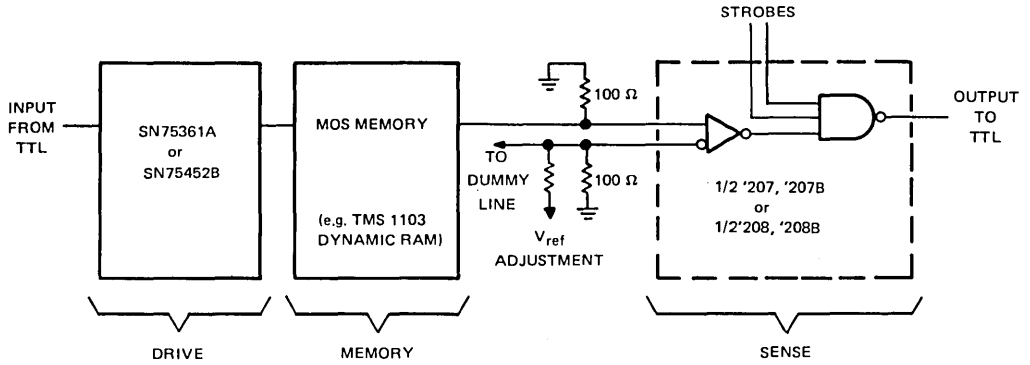 STROBES
INPUT
FROM
TTL
SN75361A
or
SN75452B
MOS MEMORY
(e.g. TMS 1103
DYNAMIC RAM)
100 Ω
TO
DUMMY
LINE
100 Ω
Vref
ADJUSTMENT
1/2 '207, '207B
or
1/2'208, '208B
OUTPUT
TO
TTL
DRIVE
MEMORY
SENSE